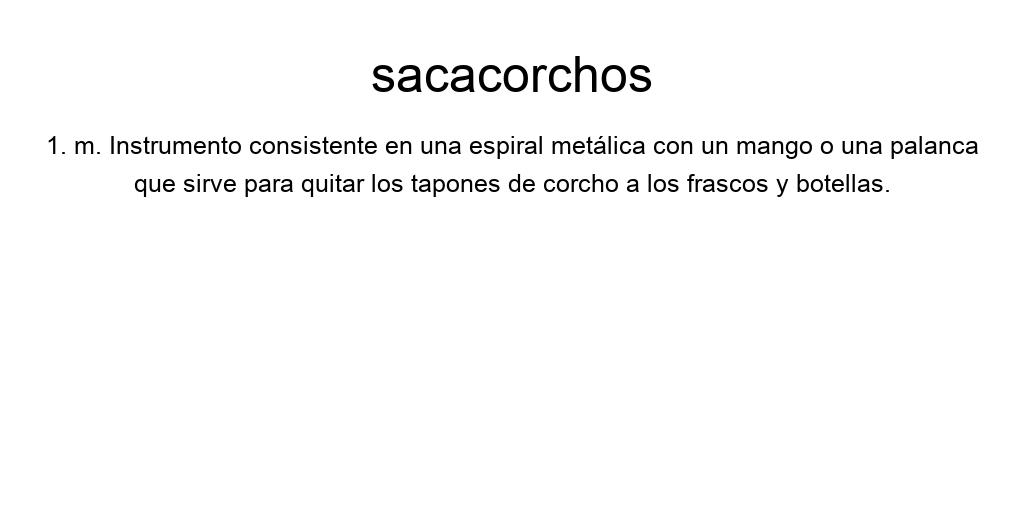 sacacorchos
1. m. Instrumento consistente en una espiral metálica con un mango o una palanca
que sirve para quitar los tapones de corcho a los frascos y botellas.